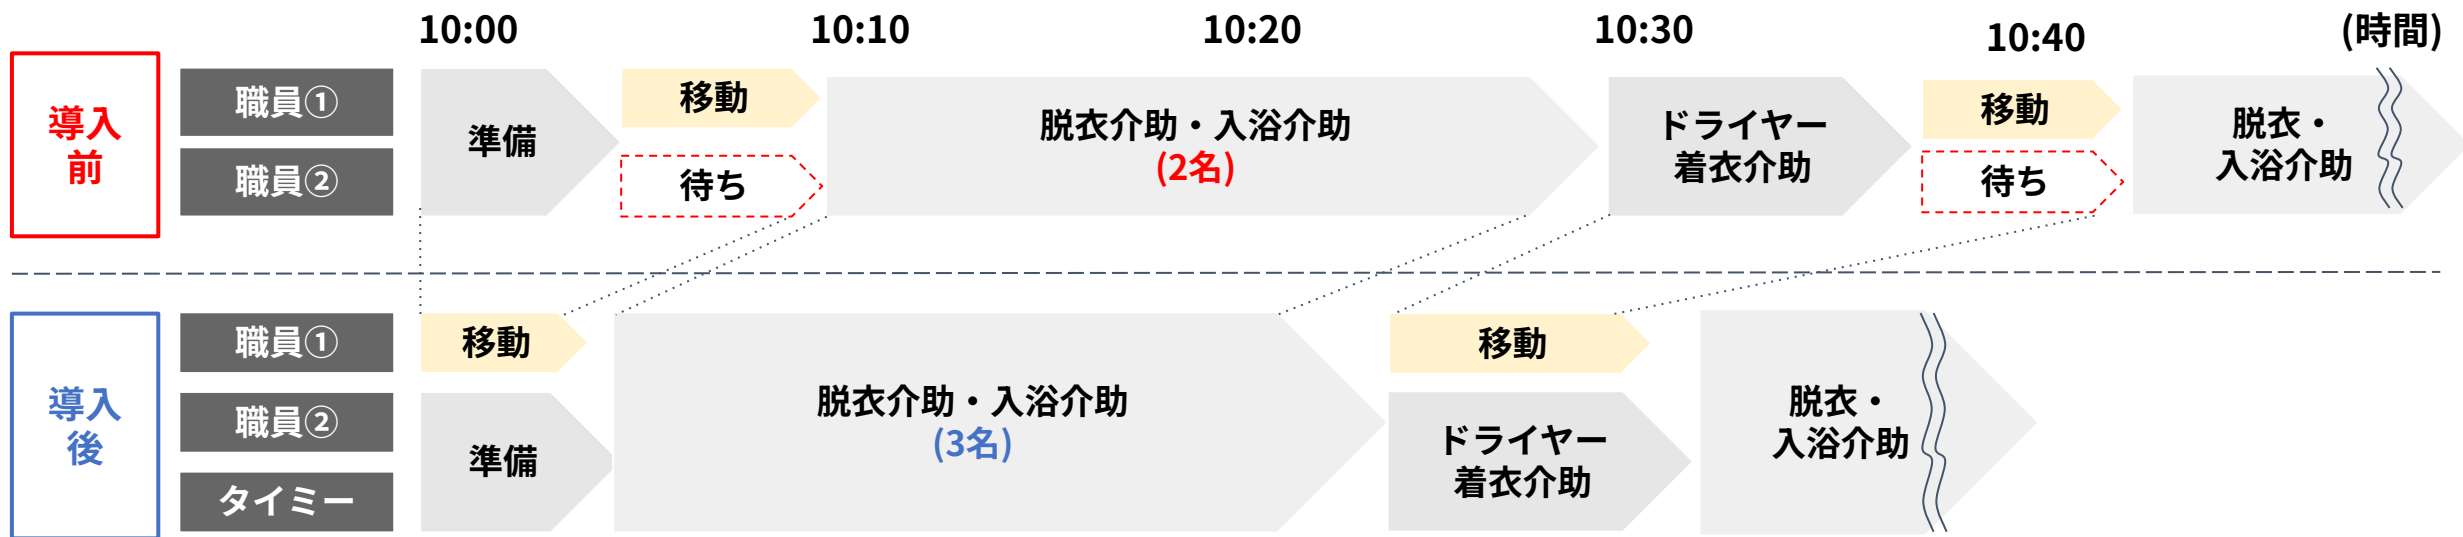 10:00
10:10
10:20
10:30
10:40
(時間)
導入
前
職員①
職員②
準備
移動
待ち
脱衣介助・入浴介助
(2名)
ドライヤー
着衣介助
移動
待ち
脱衣・
入浴介助
導入
後
職員①
職員②
タイミー
移動
準備
脱衣介助・入浴介助
(3名)
移動
ドライヤー
着衣介助
脱衣・
入浴介助